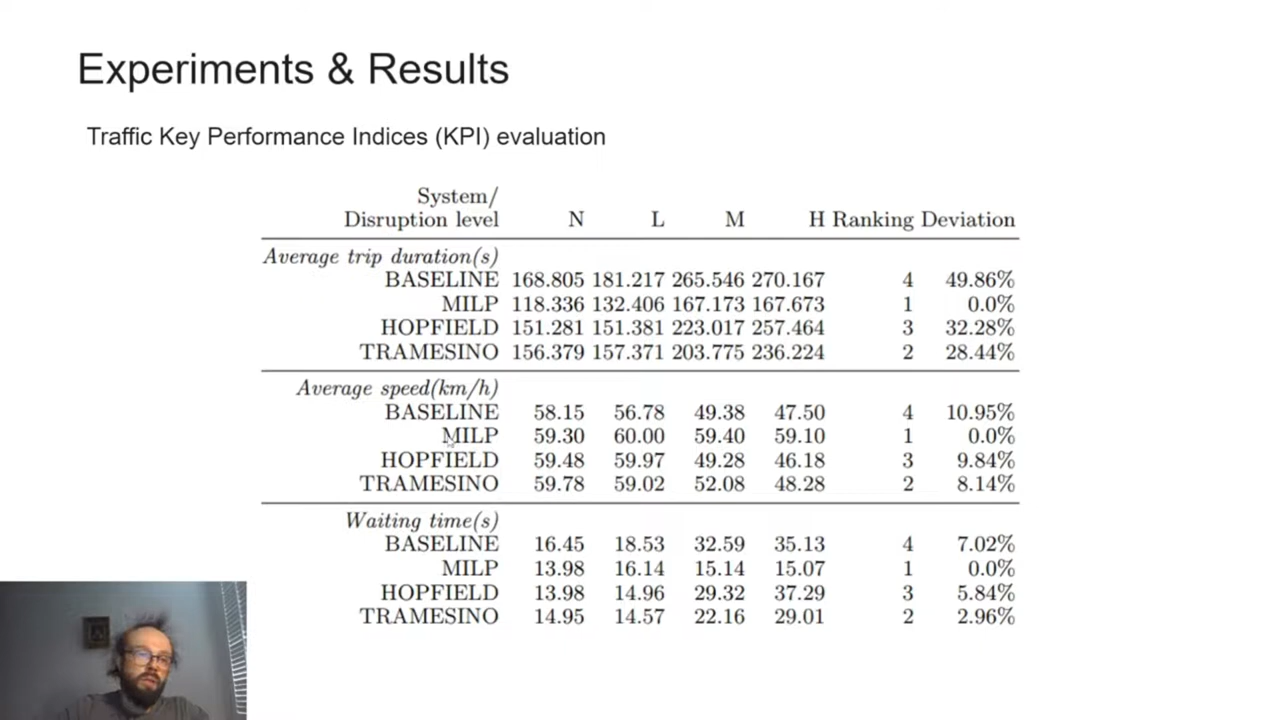 Experiments & Results
Traffic Key Performance Indices (KPI) evaluation
System/
Disruption level N L M H Ranking Deviation
Average trip duration(s)
BASELINE 168.805 181.217 265.546 270.167 4 49.86%
MILP 118.336 132.406 167.173 167.673 1 0.0%
HOPFIELD 151.281 151.381 223.017 257.464 3 32.28%
TRAMESINO 156.379 157.371 203.775 236.224 2 28.44%
Average speed(km/h)
BASELINE 58.15 56.78 49.38 47.50 4 10.95%
MILP 59.30 60.00 59.40 59.10 1 0.0%
HOPFIELD 59.48 59.97 49.28 46.18 3 9.84%
TRAMESINO 59.78 59.02 52.08 48.28 2 8.14%
Waiting time(s)
BASELINE 16.45 18.53 32.59 35.13 4 7.02%
MILP 13.98 16.14 15.14 15.07 1 0.0%
HOPFIELD 13.98 14.96 29.32 37.29 3 5.84%
TRAMESINO 14.95 14.57 22.16 29.01 2 2.96%